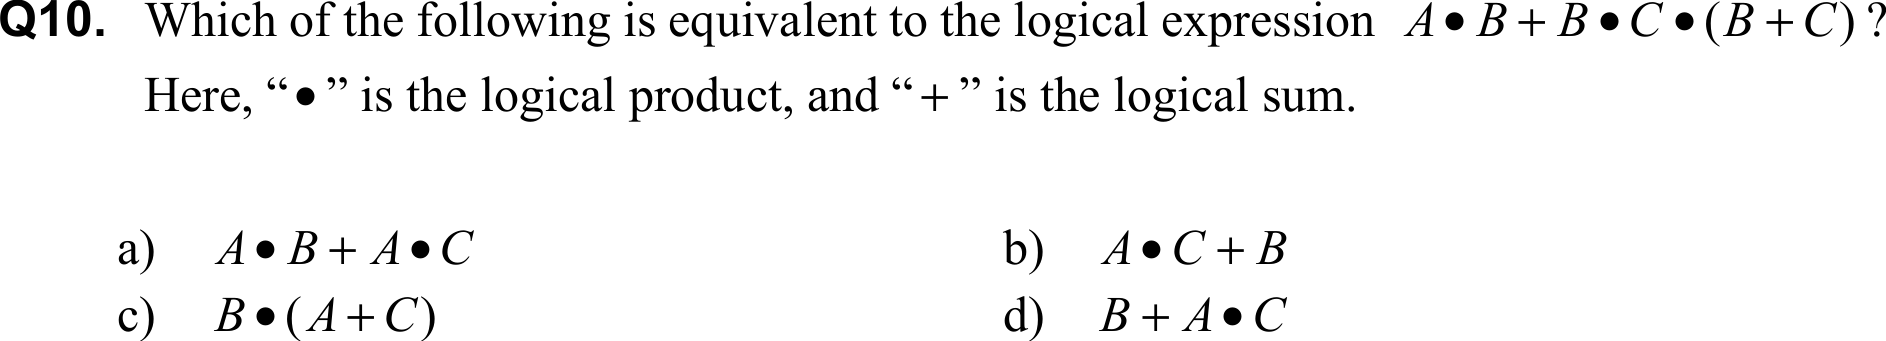 Q10. Which of the following is equivalent to the logical expression A • B + B • C • (B + C) ?
Here, “ • ” is the logical product, and “ + ” is the logical sum.
a) A • B + A • C b) A • C + B
c) B • (A + C) d) B + A • C